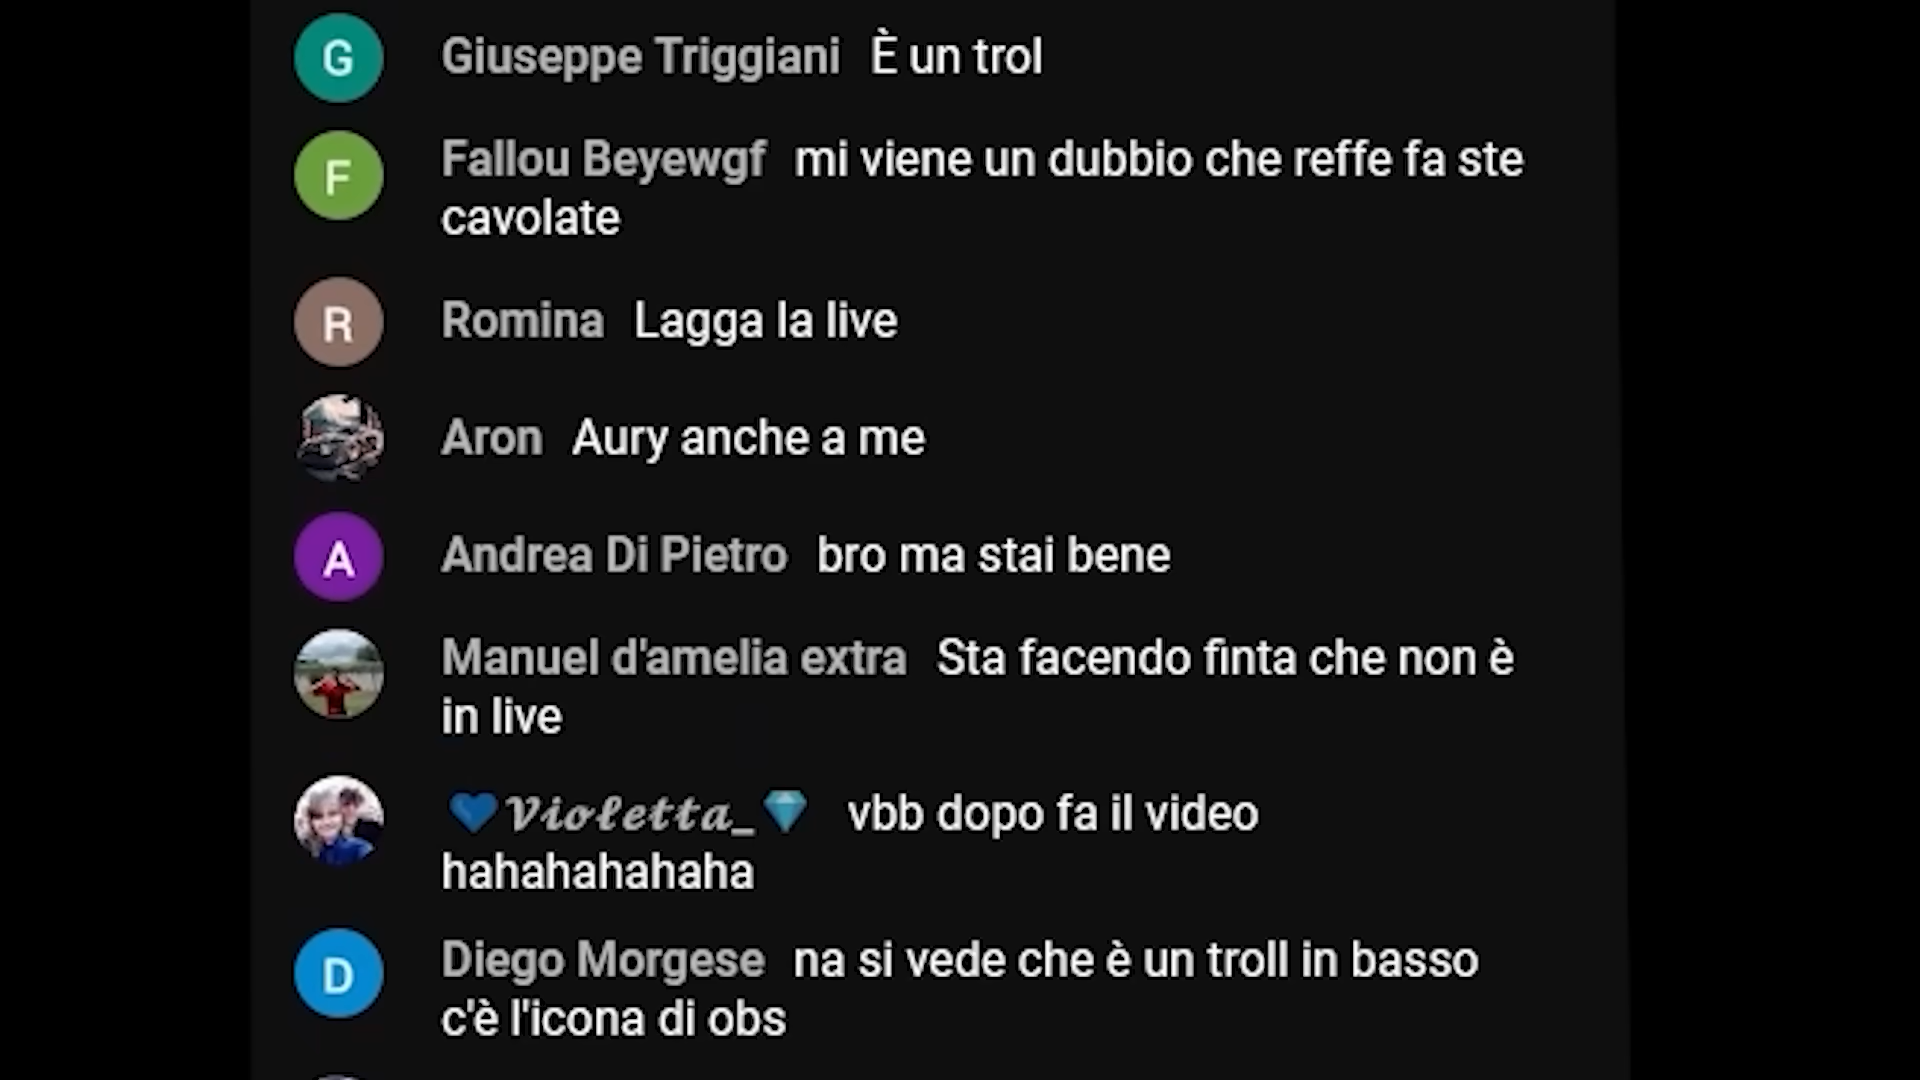 G Giuseppe Triggiani È un trol
F Fallou Beyewgf mi viene un dubbio che reffe fa ste
cavolate
R Romina Lagga la live
Aron Aury anche a me
A Andrea Di Pietro bro ma stai bene
Manuel d'amelia extra Sta facendo finta che non è
in live
💙𝓥𝓲𝓸𝓵𝓮𝓽𝓽𝓪_💎 vbb dopo fa il video
hahahahahaha
D Diego Morgese na si vede che è un troll in basso
c'è l'icona di obs